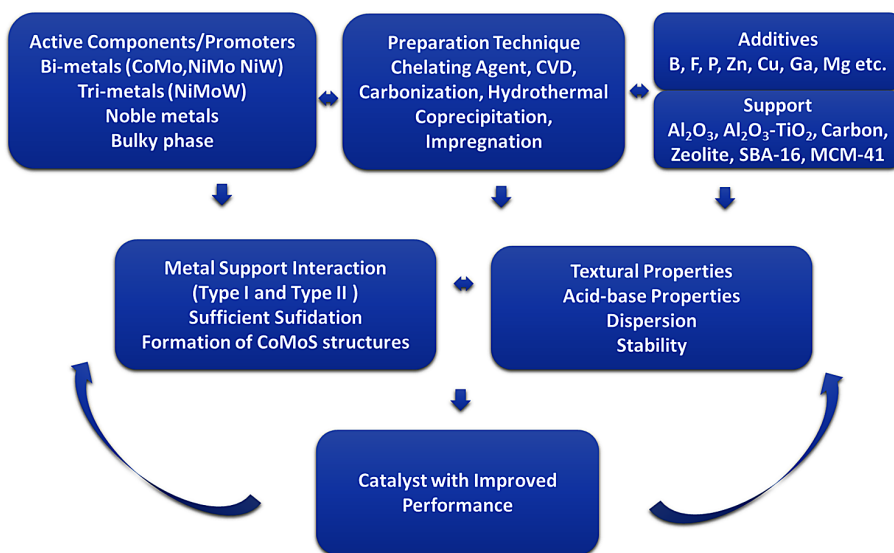 Active Components/Promoters
Bi-metals (CoMo,NiMo NiW)
Tri-metals (NiMoW)
Noble metals
Bulky phase
Preparation Technique
Chelating Agent, CVD,
Carbonization, Hydrothermal
Coprecipitation,
Impregnation
Additives
B, F, P, Zn, Cu, Ga, Mg etc.
Support
Al₂O₃, Al₂O₃-TiO₂, Carbon,
Zeolite, SBA-16, MCM-41
Metal Support Interaction
(Type I and Type II )
Sufficient Sufidation
Formation of CoMoS structures
Textural Properties
Acid-base Properties
Dispersion
Stability
Catalyst with Improved
Performance